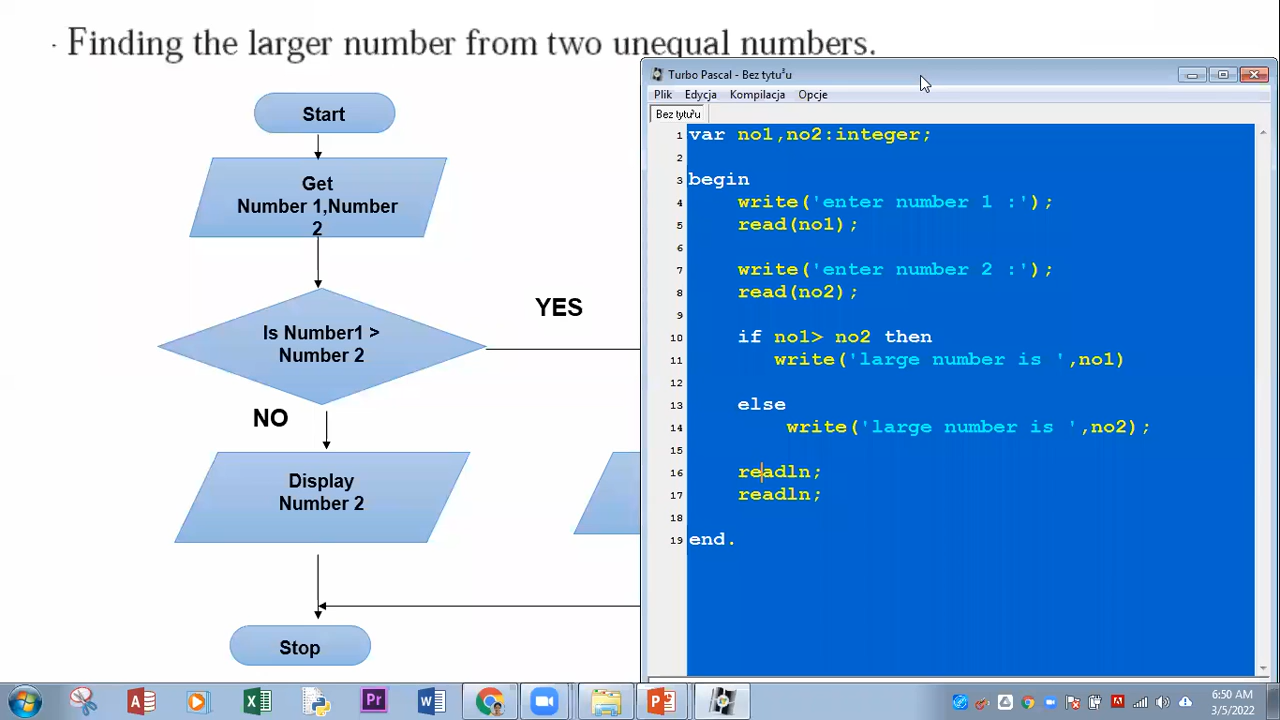 · Finding the larger number from two unequal numbers.
Start
Get
Number 1,Number
2
Is Number1 >
Number 2
YES
NO
Display
Number 2
Stop
Turbo Pascal - Bez tytu³u
Plik Edycja Kompilacja Opcje
Bez tytu³u
1 var no1,no2:integer;
2
3 begin
4 write('enter number 1 :');
5 read(no1);
6
7 write('enter number 2 :');
8 read(no2);
9
10 if no1> no2 then
11 write('large number is ',no1)
12
13 else
14 write('large number is ',no2);
15
16 readln;
17 readln;
18
19 end.
6:50 AM
3/5/2022